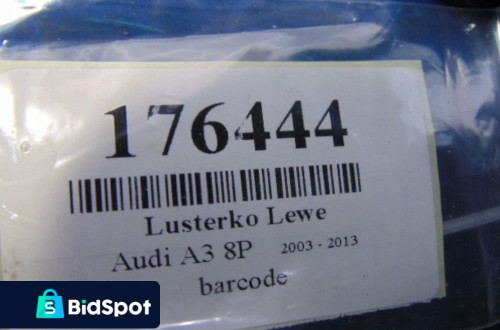 176444
Lusterko Lewe
Audi A3 8P 2003 - 2013
barcode
S BidSpot